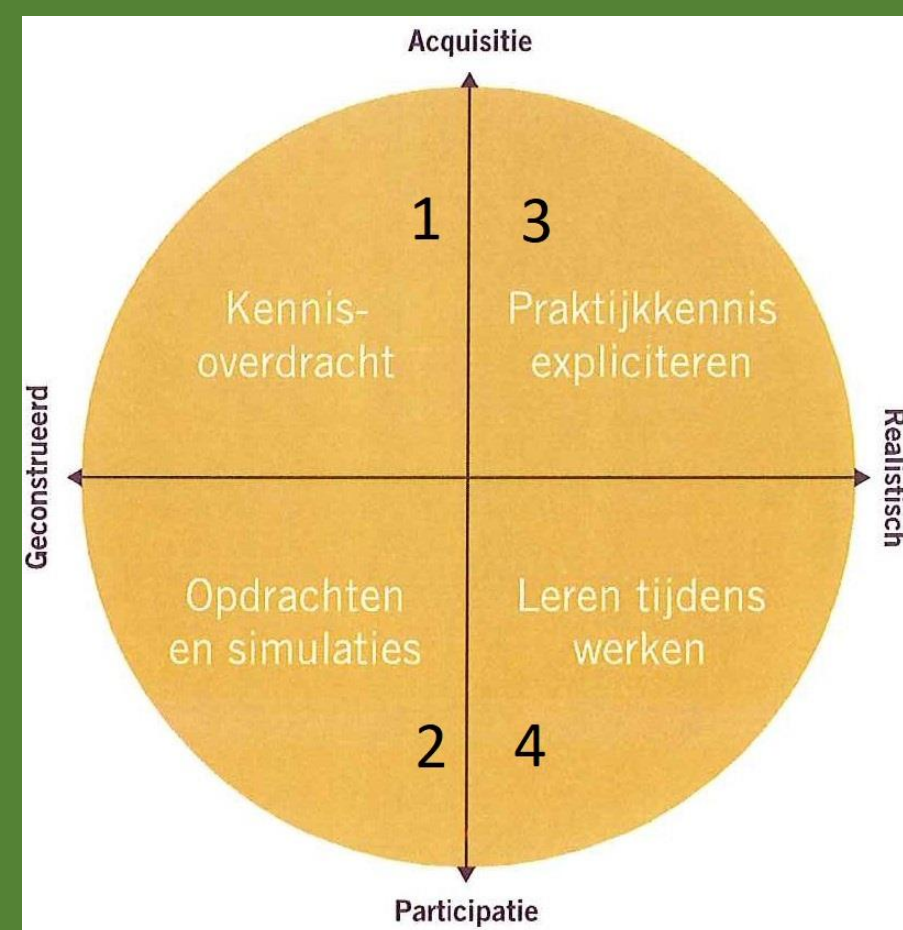 Acquisitie
1
3
Kennis-
overdracht
Praktijkkennis
expliciteren
Geconstrueerd
Realistisch
Opdrachten
en simulaties
Leren tijdens
werken
2
4
Participatie